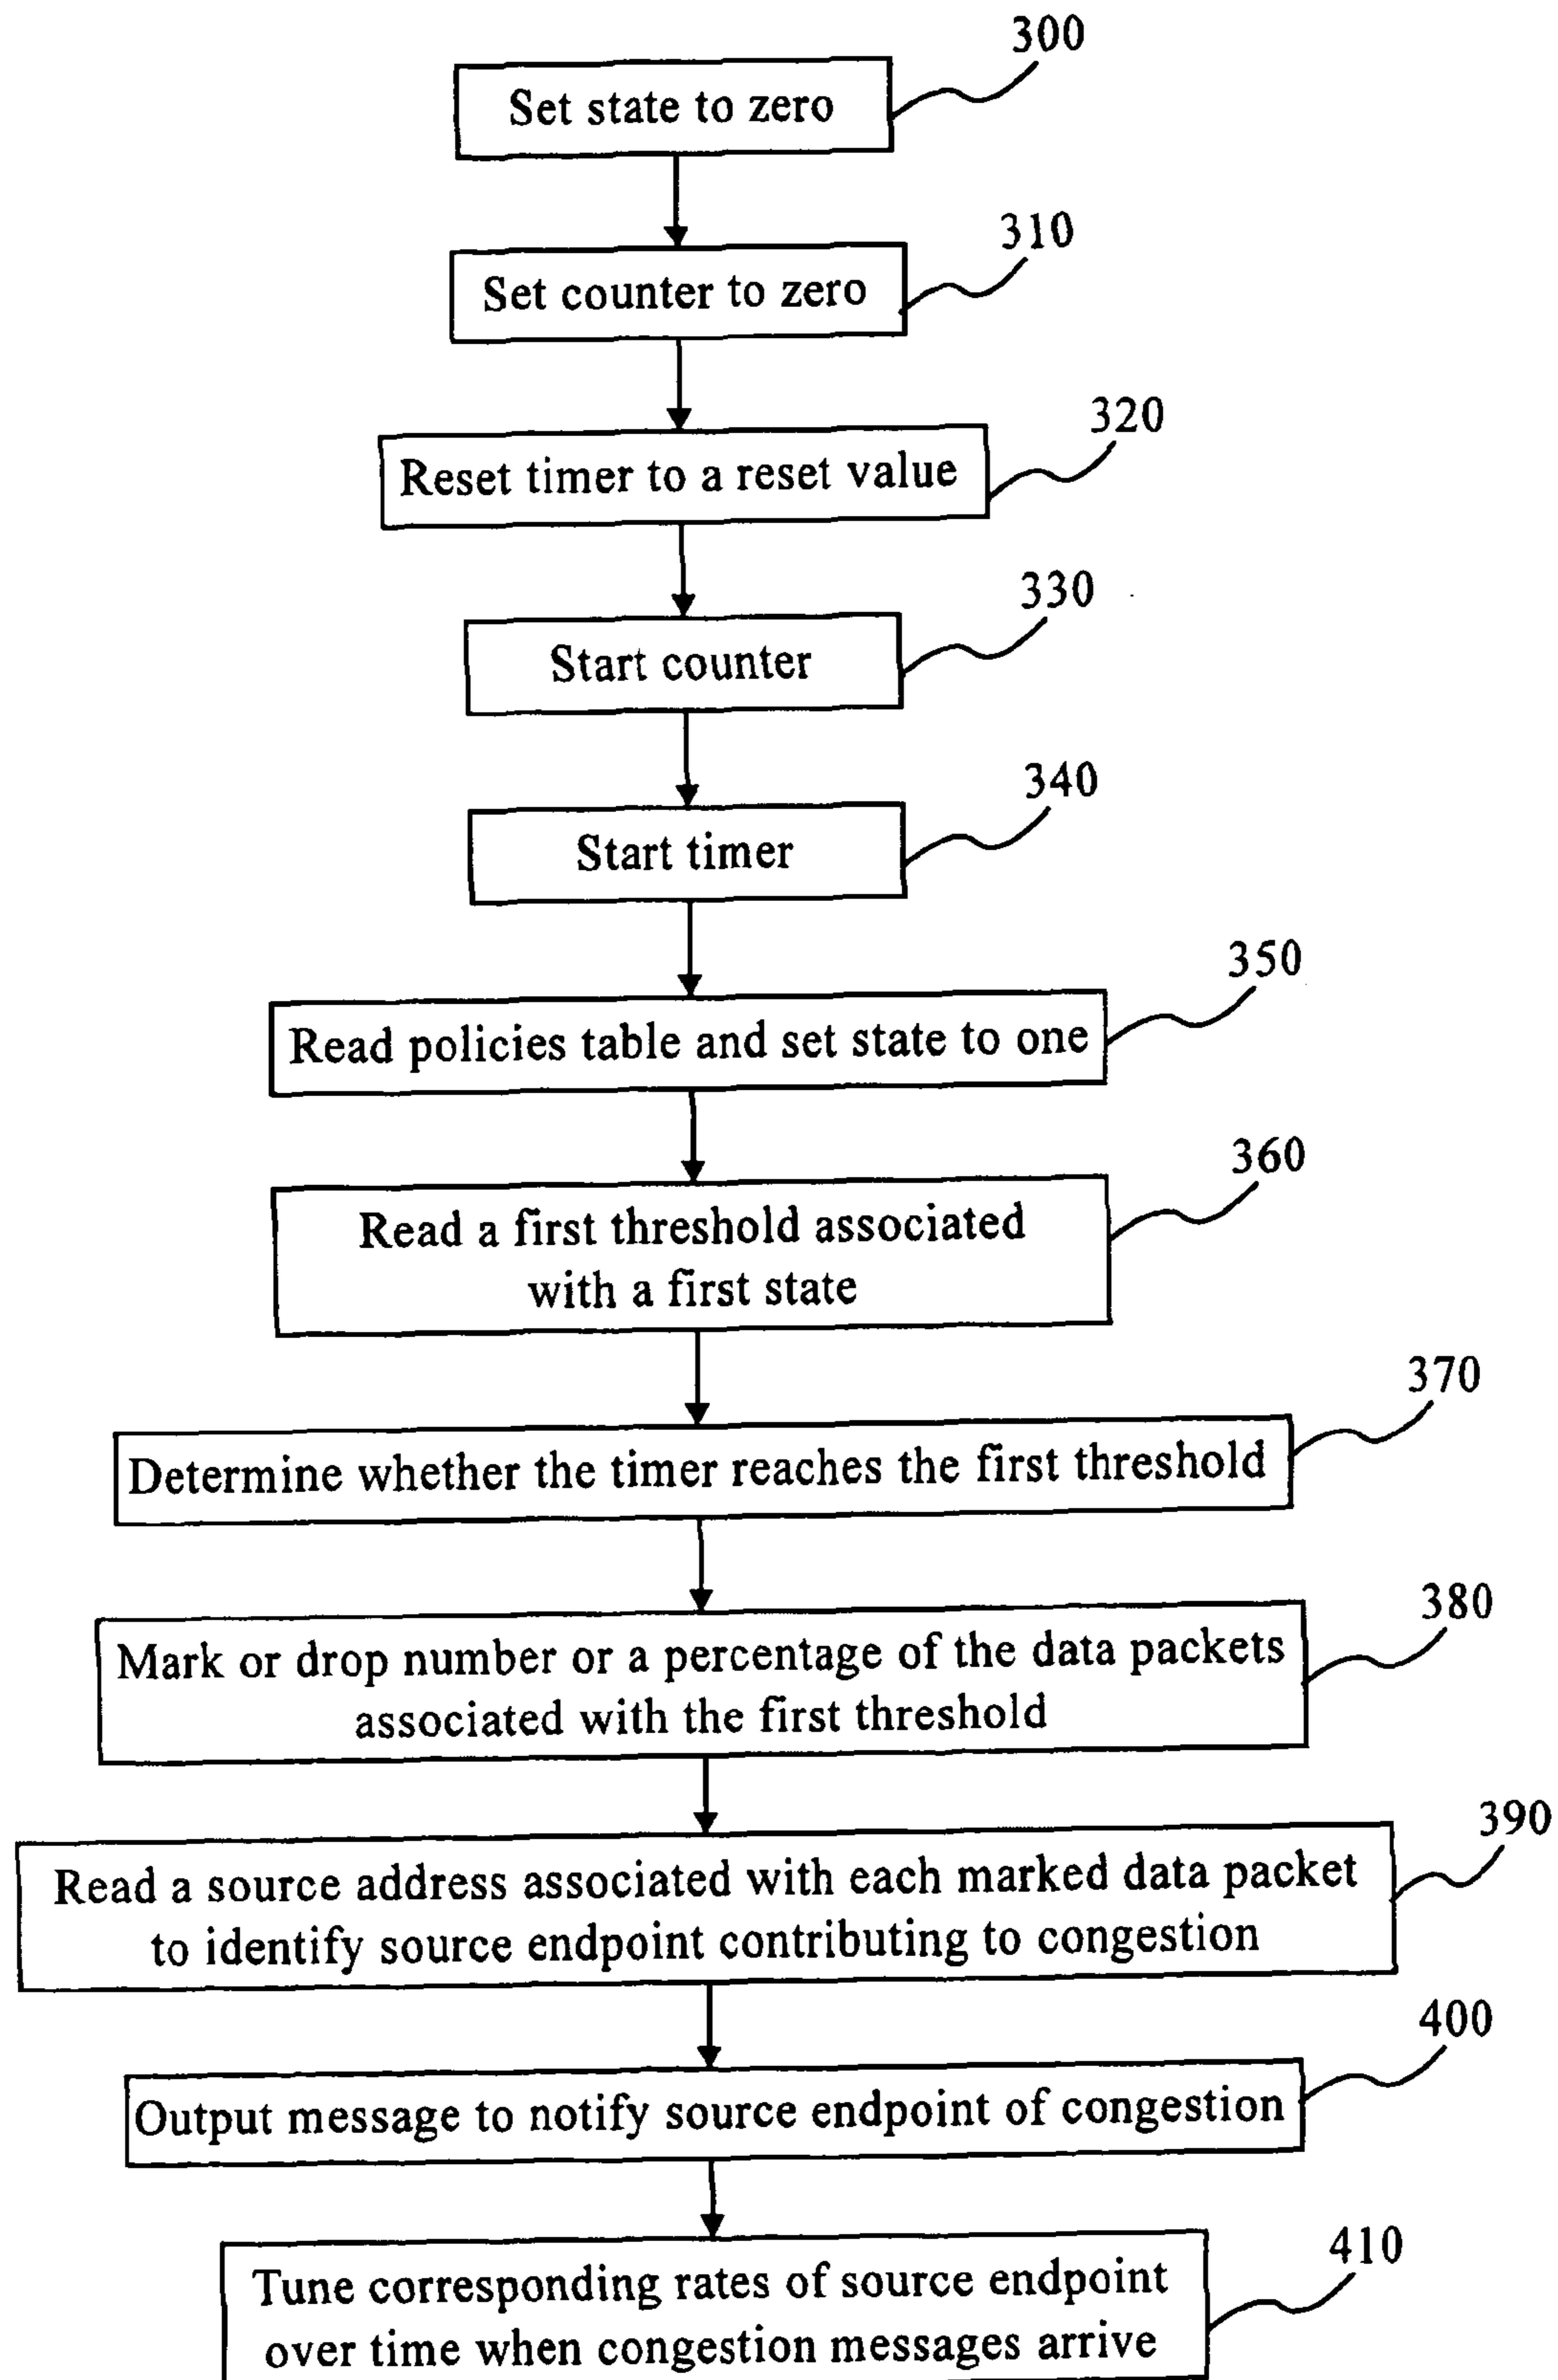 300
Set state to zero
310
Set counter to zero
320
Reset timer to a reset value
330
Start counter
340
Start timer
350
Read policies table and set state to one
360
Read a first threshold associated
with a first state
370
Determine whether the timer reaches the first threshold
380
Mark or drop number or a percentage of the data packets
associated with the first threshold
390
Read a source address associated with each marked data packet
to identify source endpoint contributing to congestion
400
Output message to notify source endpoint of congestion
410
Tune corresponding rates of source endpoint
over time when congestion messages arrive